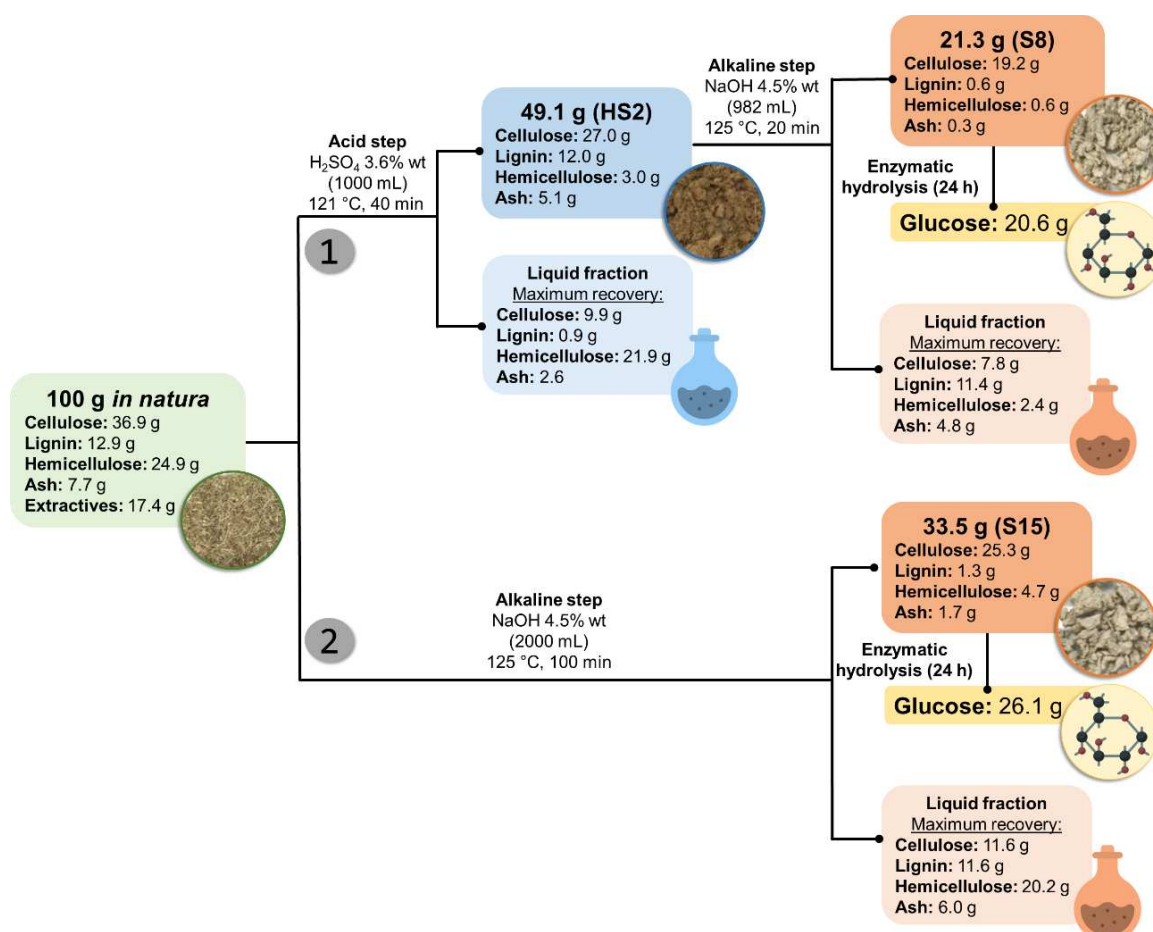 100 g in natura
Cellulose: 36.9 g
Lignin: 12.9 g
Hemicellulose: 24.9 g
Ash: 7.7 g
Extractives: 17.4 g
1
Acid step
H₂SO₄ 3.6% wt
(1000 mL)
121 °C, 40 min
49.1 g (HS2)
Cellulose: 27.0 g
Lignin: 12.0 g
Hemicellulose: 3.0 g
Ash: 5.1 g
Liquid fraction
Maximum recovery:
Cellulose: 9.9 g
Lignin: 0.9 g
Hemicellulose: 21.9 g
Ash: 2.6
Alkaline step
NaOH 4.5% wt
(982 mL)
125 °C, 20 min
21.3 g (S8)
Cellulose: 19.2 g
Lignin: 0.6 g
Hemicellulose: 0.6 g
Ash: 0.3 g
Enzymatic
hydrolysis (24 h)
Glucose: 20.6 g
Liquid fraction
Maximum recovery:
Cellulose: 7.8 g
Lignin: 11.4 g
Hemicellulose: 2.4 g
Ash: 4.8 g
2
Alkaline step
NaOH 4.5% wt
(2000 mL)
125 °C, 100 min
33.5 g (S15)
Cellulose: 25.3 g
Lignin: 1.3 g
Hemicellulose: 4.7 g
Ash: 1.7 g
Enzymatic
hydrolysis (24 h)
Glucose: 26.1 g
Liquid fraction
Maximum recovery:
Cellulose: 11.6 g
Lignin: 11.6 g
Hemicellulose: 20.2 g
Ash: 6.0 g